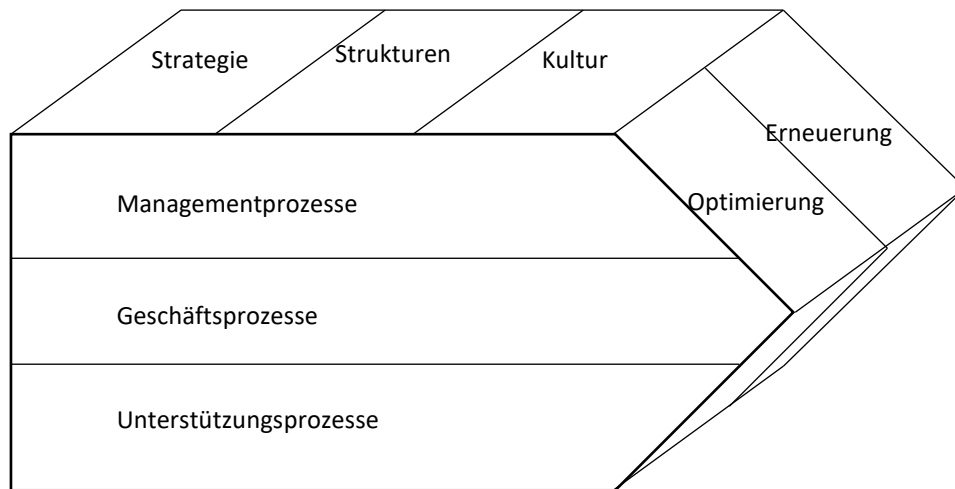 Strategie
Strukturen
Kultur
Erneuerung
Optimierung
Managementprozesse
Geschäftsprozesse
Unterstützungsprozesse